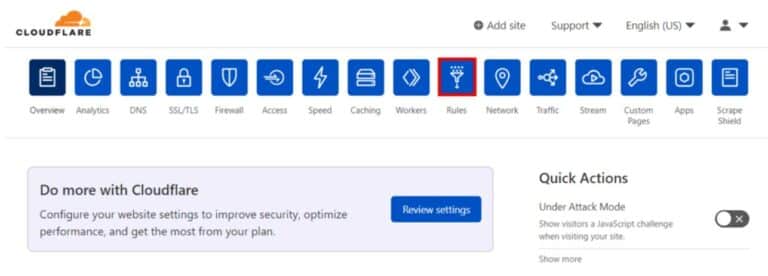 CLOUDFLARE
Add site Support English (US)
Overview Analytics DNS SSL/TLS Firewall Access Speed Caching Workers Rules Network Traffic Stream Custom Pages Apps Scrape Shield
Do more with Cloudflare
Configure your website settings to improve security, optimize
performance, and get the most from your plan.
Review settings
Quick Actions
Under Attack Mode
Show visitors a JavaScript challenge
when visiting your site.
Show more